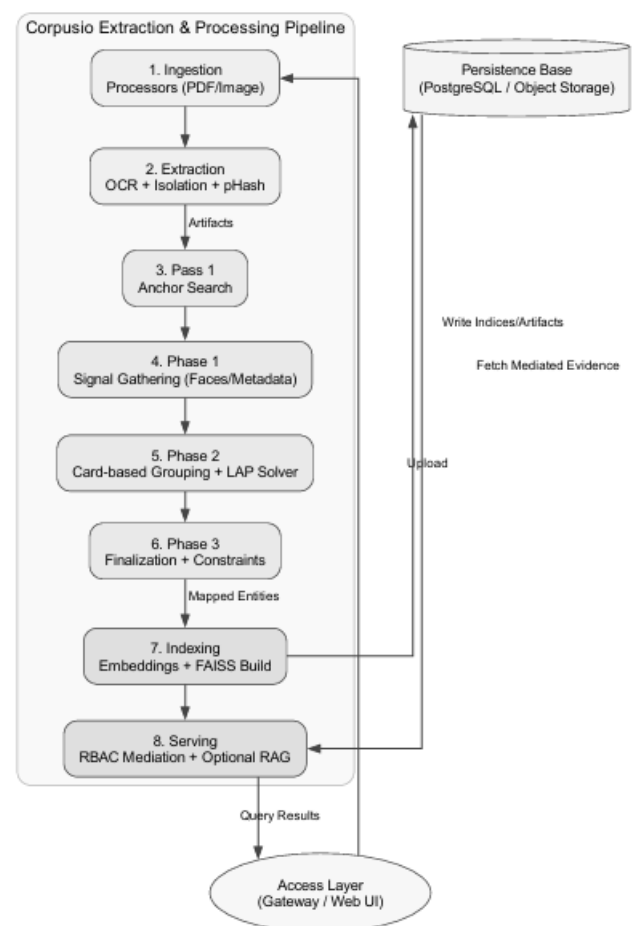 Corpusio Extraction & Processing Pipeline
1. Ingestion
Processors (PDF/Image)
Persistence Base
(PostgreSQL / Object Storage)
2. Extraction
OCR + Isolation + pHash
Artifacts
3. Pass 1
Anchor Search
Write Indices/Artifacts
4. Phase 1
Signal Gathering (Faces/Metadata)
Fetch Mediated Evidence
5. Phase 2
Card-based Grouping + LAP Solver
Upload
6. Phase 3
Finalization + Constraints
Mapped Entities
7. Indexing
Embeddings + FAISS Build
8. Serving
RBAC Mediation + Optional RAG
Query Results
Access Layer
(Gateway / Web UI)